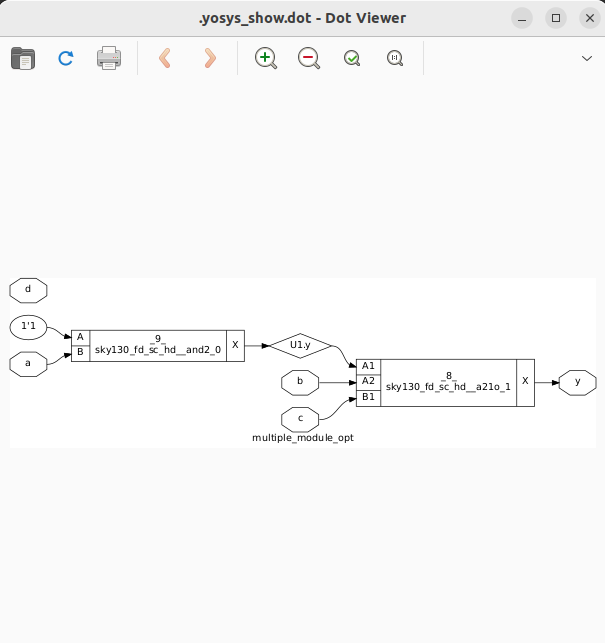 .yosys_show.dot - Dot Viewer
d
1'1
a
A
B
_9_
sky130_fd_sc_hd__and2_0
X
U1.y
b
c
A1
A2
B1
_8_
sky130_fd_sc_hd__a21o_1
X
y
multiple_module_opt